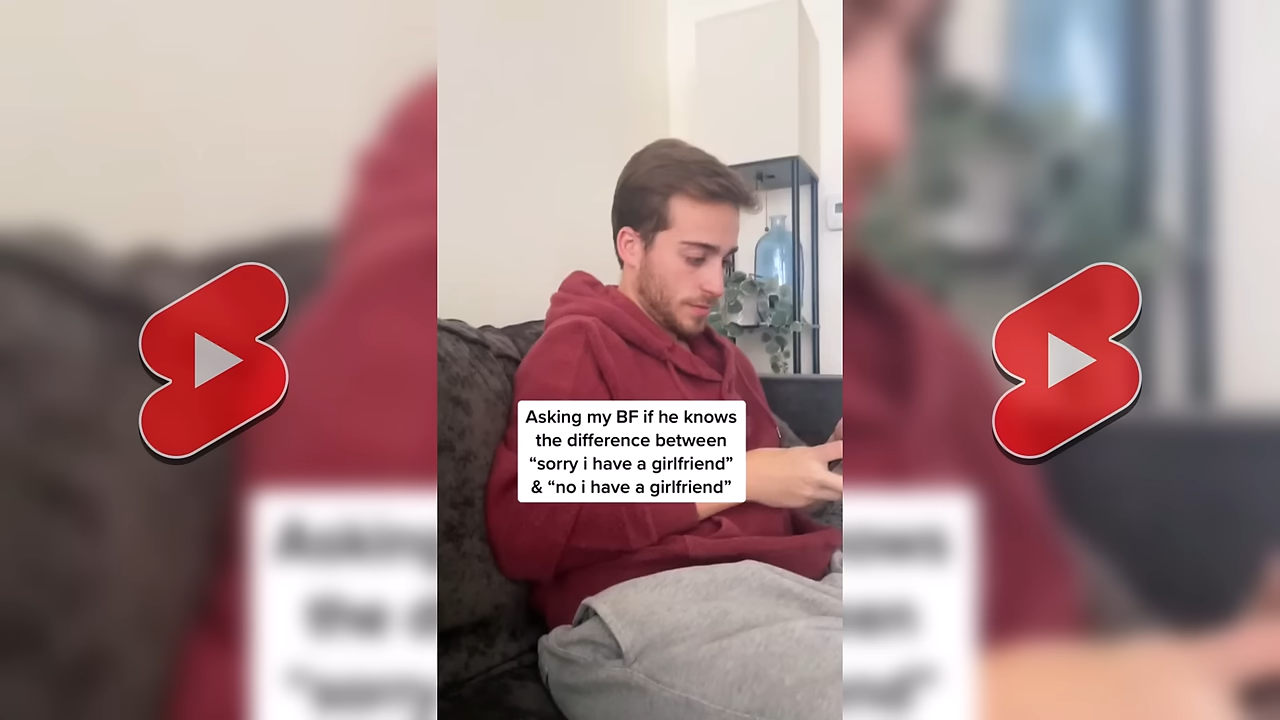 Asking my BF if he knows
the difference between
“sorry i have a girlfriend”
& “no i have a girlfriend”